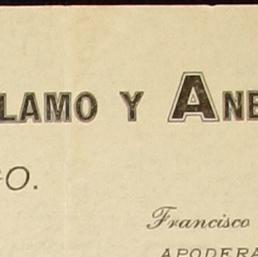 LAMO Y ANE
O.
Francisco
APODERA